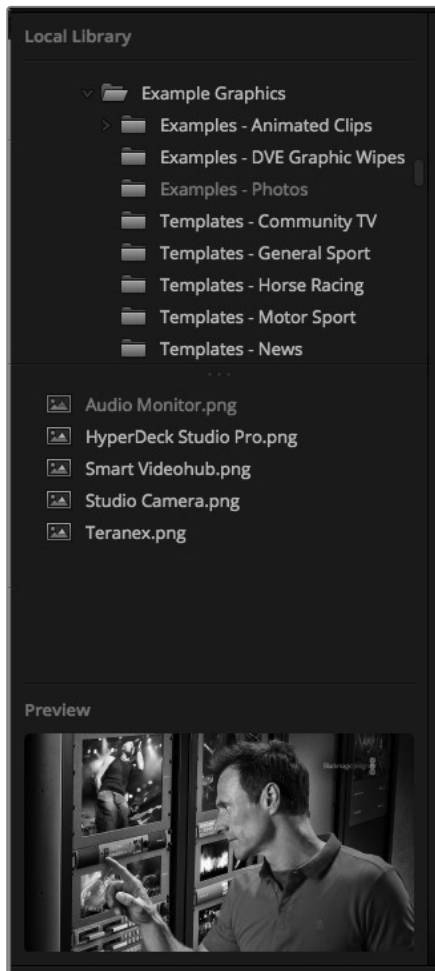 Local Library
Example Graphics
Examples - Animated Clips
Examples - DVE Graphic Wipes
Examples - Photos
Templates - Community TV
Templates - General Sport
Templates - Horse Racing
Templates - Motor Sport
Templates - News
Audio Monitor.png
HyperDeck Studio Pro.png
Smart Videohub.png
Studio Camera.png
Teranex.png
Preview
Blackmagicdesign